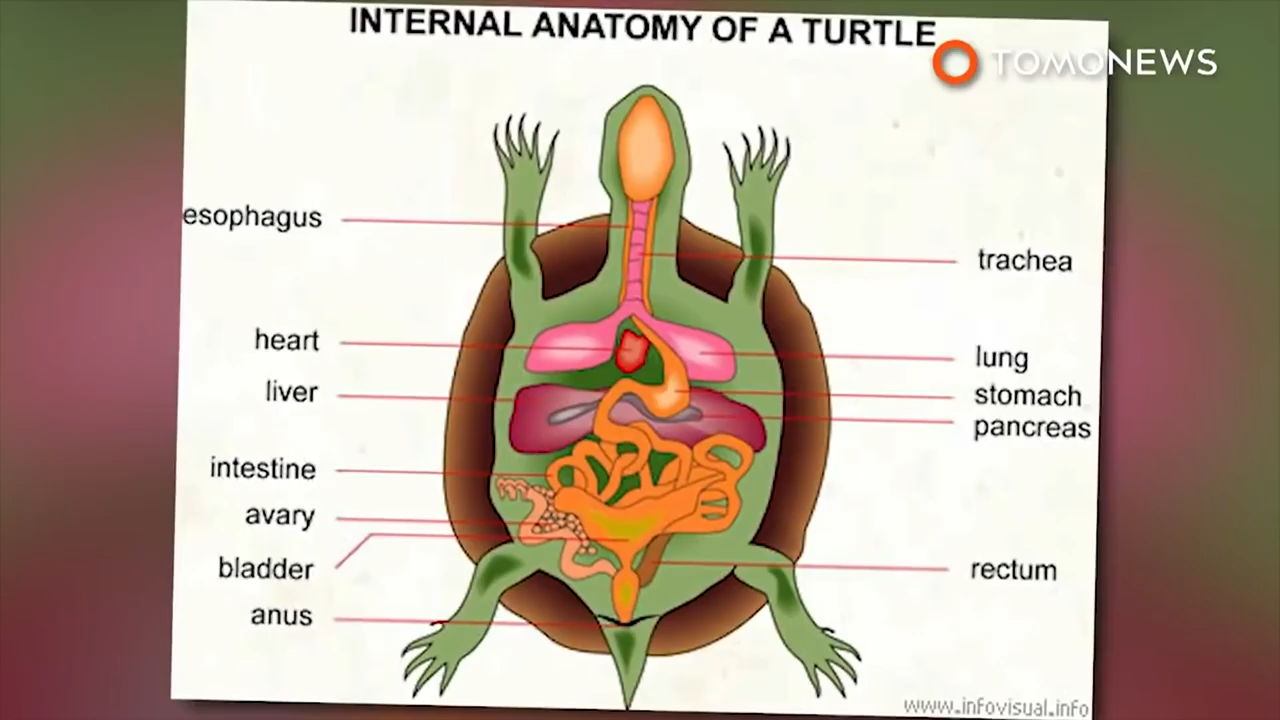 INTERNAL ANATOMY OF A TURTLE
TOMONEWS
esophagus
trachea
heart
lung
liver
stomach
pancreas
intestine
avary
bladder
rectum
anus
www.infovisual.info